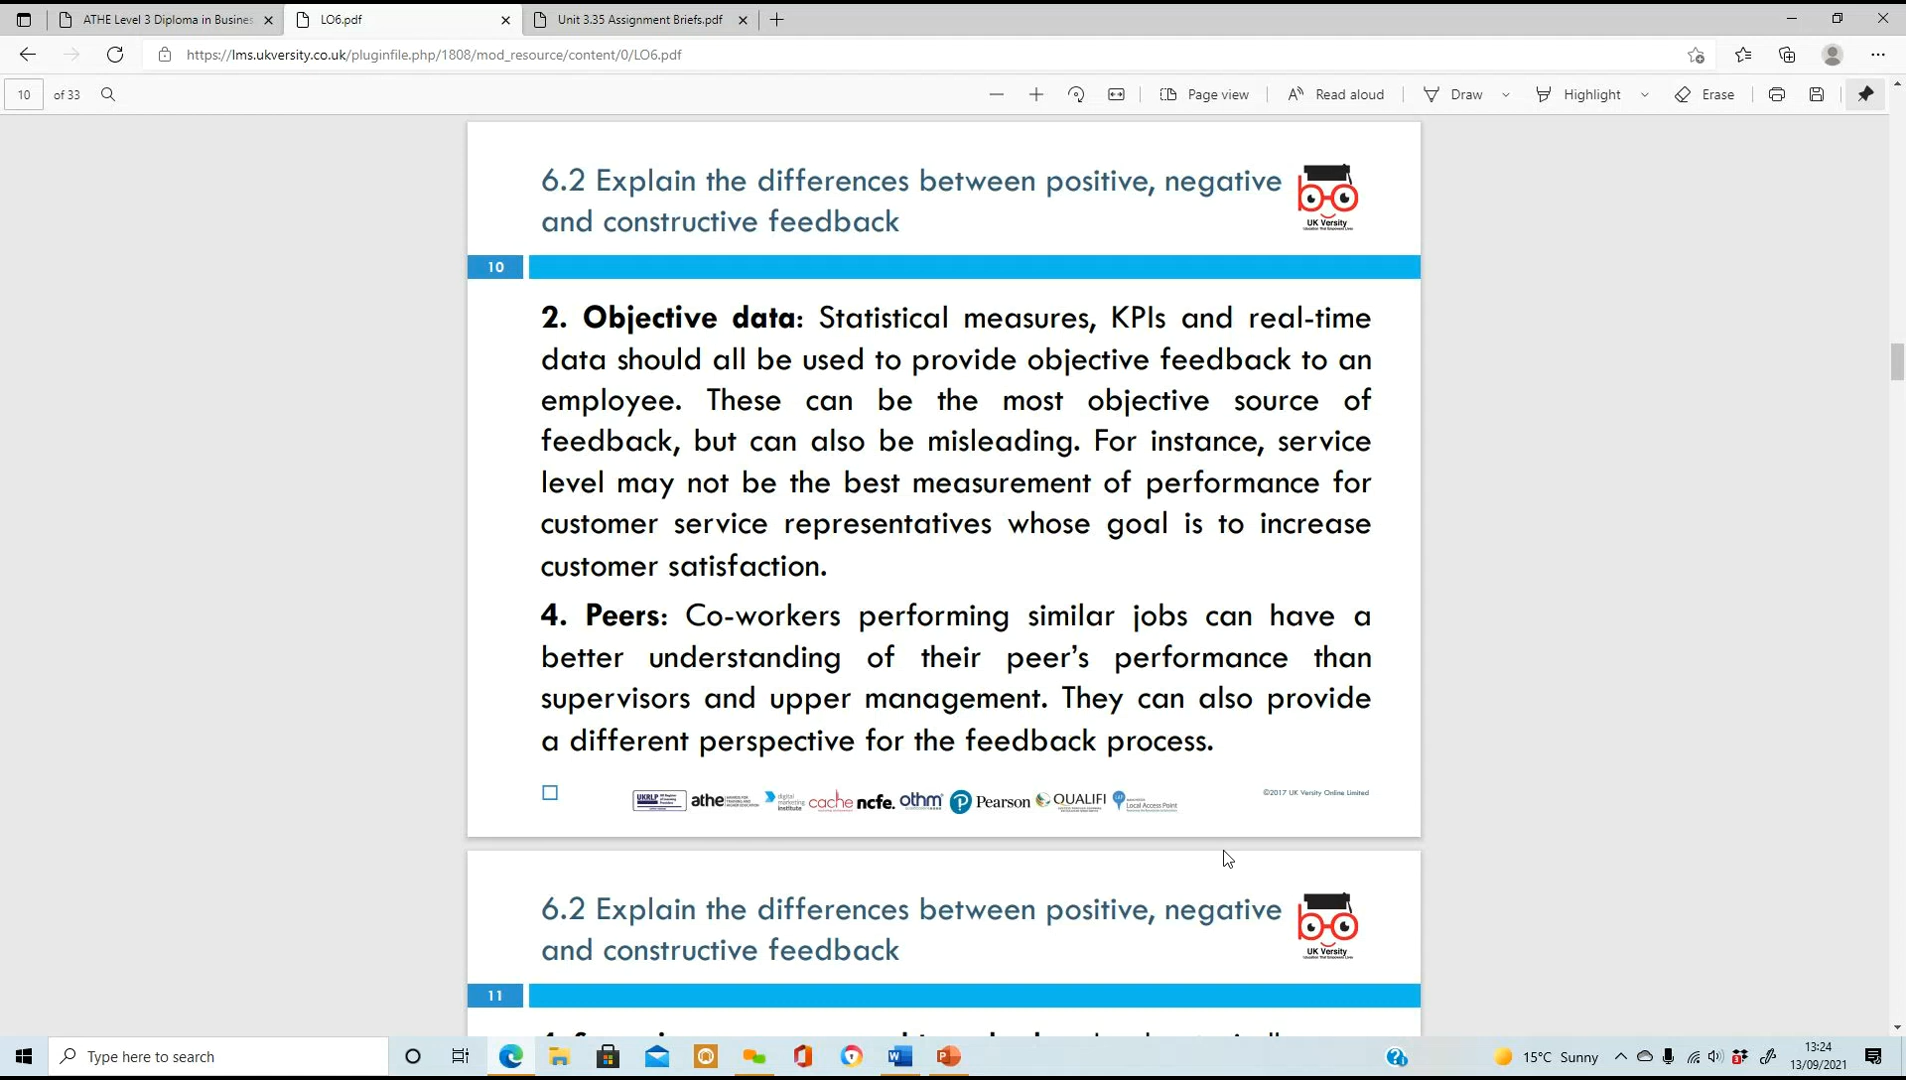 ATHE Level 3 Diploma in Busines
LO6.pdf
Unit 3.35 Assignment Briefs.pdf
https://lms.ukversity.co.uk/pluginfile.php/1808/mod_resource/content/0/LO6.pdf
10 of 33
Page view
Read aloud
Draw
Highlight
Erase
6.2 Explain the differences between positive, negative
and constructive feedback
UK Versity
10
2. Objective data: Statistical measures, KPIs and real-time
data should all be used to provide objective feedback to an
employee. These can be the most objective source of
feedback, but can also be misleading. For instance, service
level may not be the best measurement of performance for
customer service representatives whose goal is to increase
customer satisfaction.
4. Peers: Co-workers performing similar jobs can have a
better understanding of their peer's performance than
supervisors and upper management. They can also provide
a different perspective for the feedback process.
UKRLP
athe
digital
marketing
institute
cache
ncfe.
othm
Pearson
QUALIFI
Local Access Point
©2017 UK Versity Online Limited
6.2 Explain the differences between positive, negative
and constructive feedback
UK Versity
11
Type here to search
15°C Sunny
13:24
13/09/2021